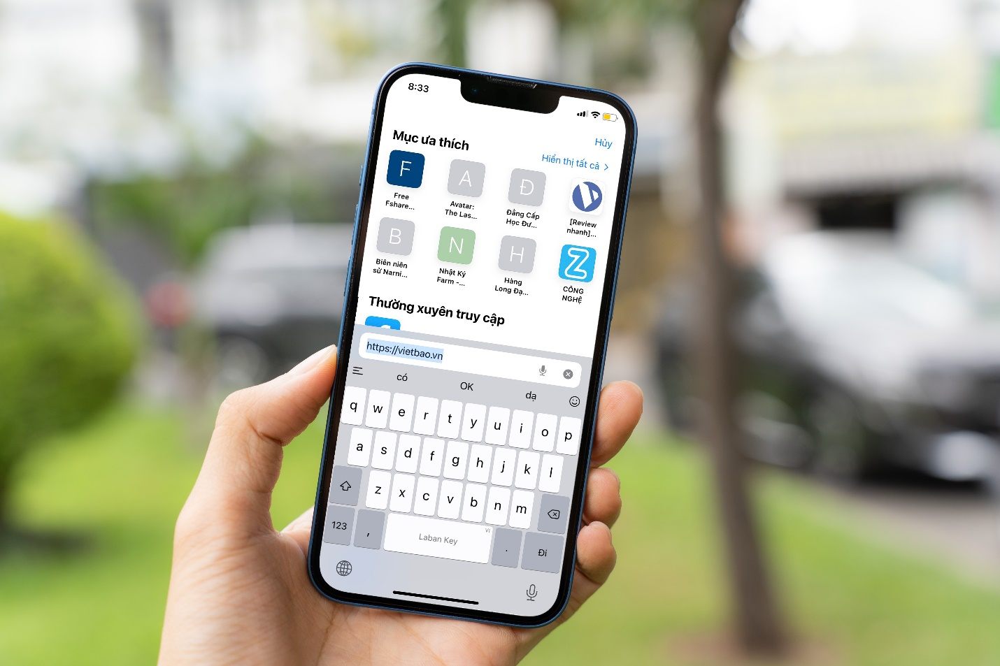 8:33
Hủy
Mục ưa thích
Hiển thị tất cả >
F
A
Đ
Free
Fshare...
Avatar:
The Las...
Đẳng Cấp
Học Đư...
[Review
nhanh]...
B
N
H
Z
Biên niên
sử Narni...
Nhật Ký
Farm -...
Hàng
Long Đạ...
CÔNG
NGHỆ
Thường xuyên truy cập
https://vietbao.vn
có OK dạ
q w e r t y u i o p
a s d f g h j k l
z x c v b n m
123 , Laban Key VI . Đi